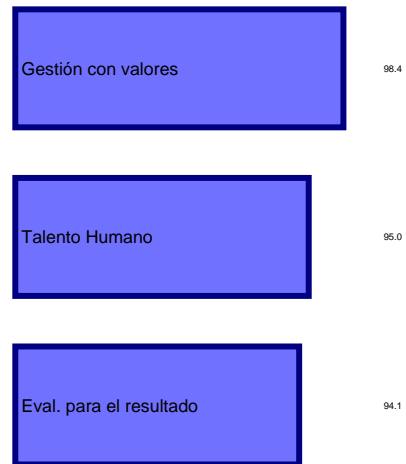 Gestión con valores 98.4
Talento Humano 95.0
Eval. para el resultado 94.1